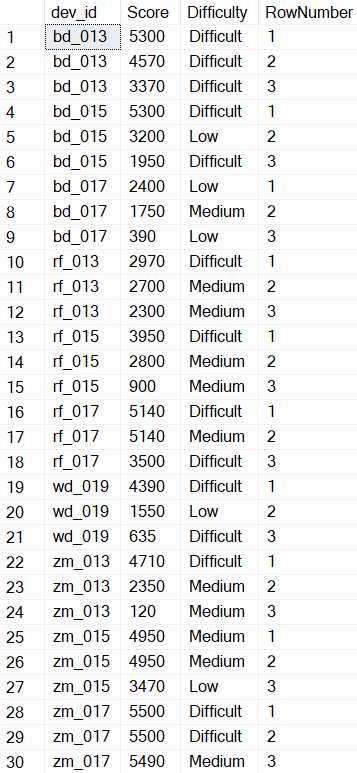 dev_id Score Difficulty RowNumber
1 bd_013 5300 Difficult 1
2 bd_013 4570 Difficult 2
3 bd_013 3370 Difficult 3
4 bd_015 5300 Difficult 1
5 bd_015 3200 Low 2
6 bd_015 1950 Difficult 3
7 bd_017 2400 Low 1
8 bd_017 1750 Medium 2
9 bd_017 390 Low 3
10 rf_013 2970 Difficult 1
11 rf_013 2700 Medium 2
12 rf_013 2300 Medium 3
13 rf_015 3950 Difficult 1
14 rf_015 2800 Medium 2
15 rf_015 900 Medium 3
16 rf_017 5140 Difficult 1
17 rf_017 5140 Medium 2
18 rf_017 3500 Difficult 3
19 wd_019 4390 Difficult 1
20 wd_019 1550 Low 2
21 wd_019 635 Difficult 3
22 zm_013 4710 Difficult 1
23 zm_013 2350 Medium 2
24 zm_013 120 Medium 3
25 zm_015 4950 Medium 1
26 zm_015 4950 Medium 2
27 zm_015 3470 Low 3
28 zm_017 5500 Difficult 1
29 zm_017 5500 Difficult 2
30 zm_017 5490 Medium 3